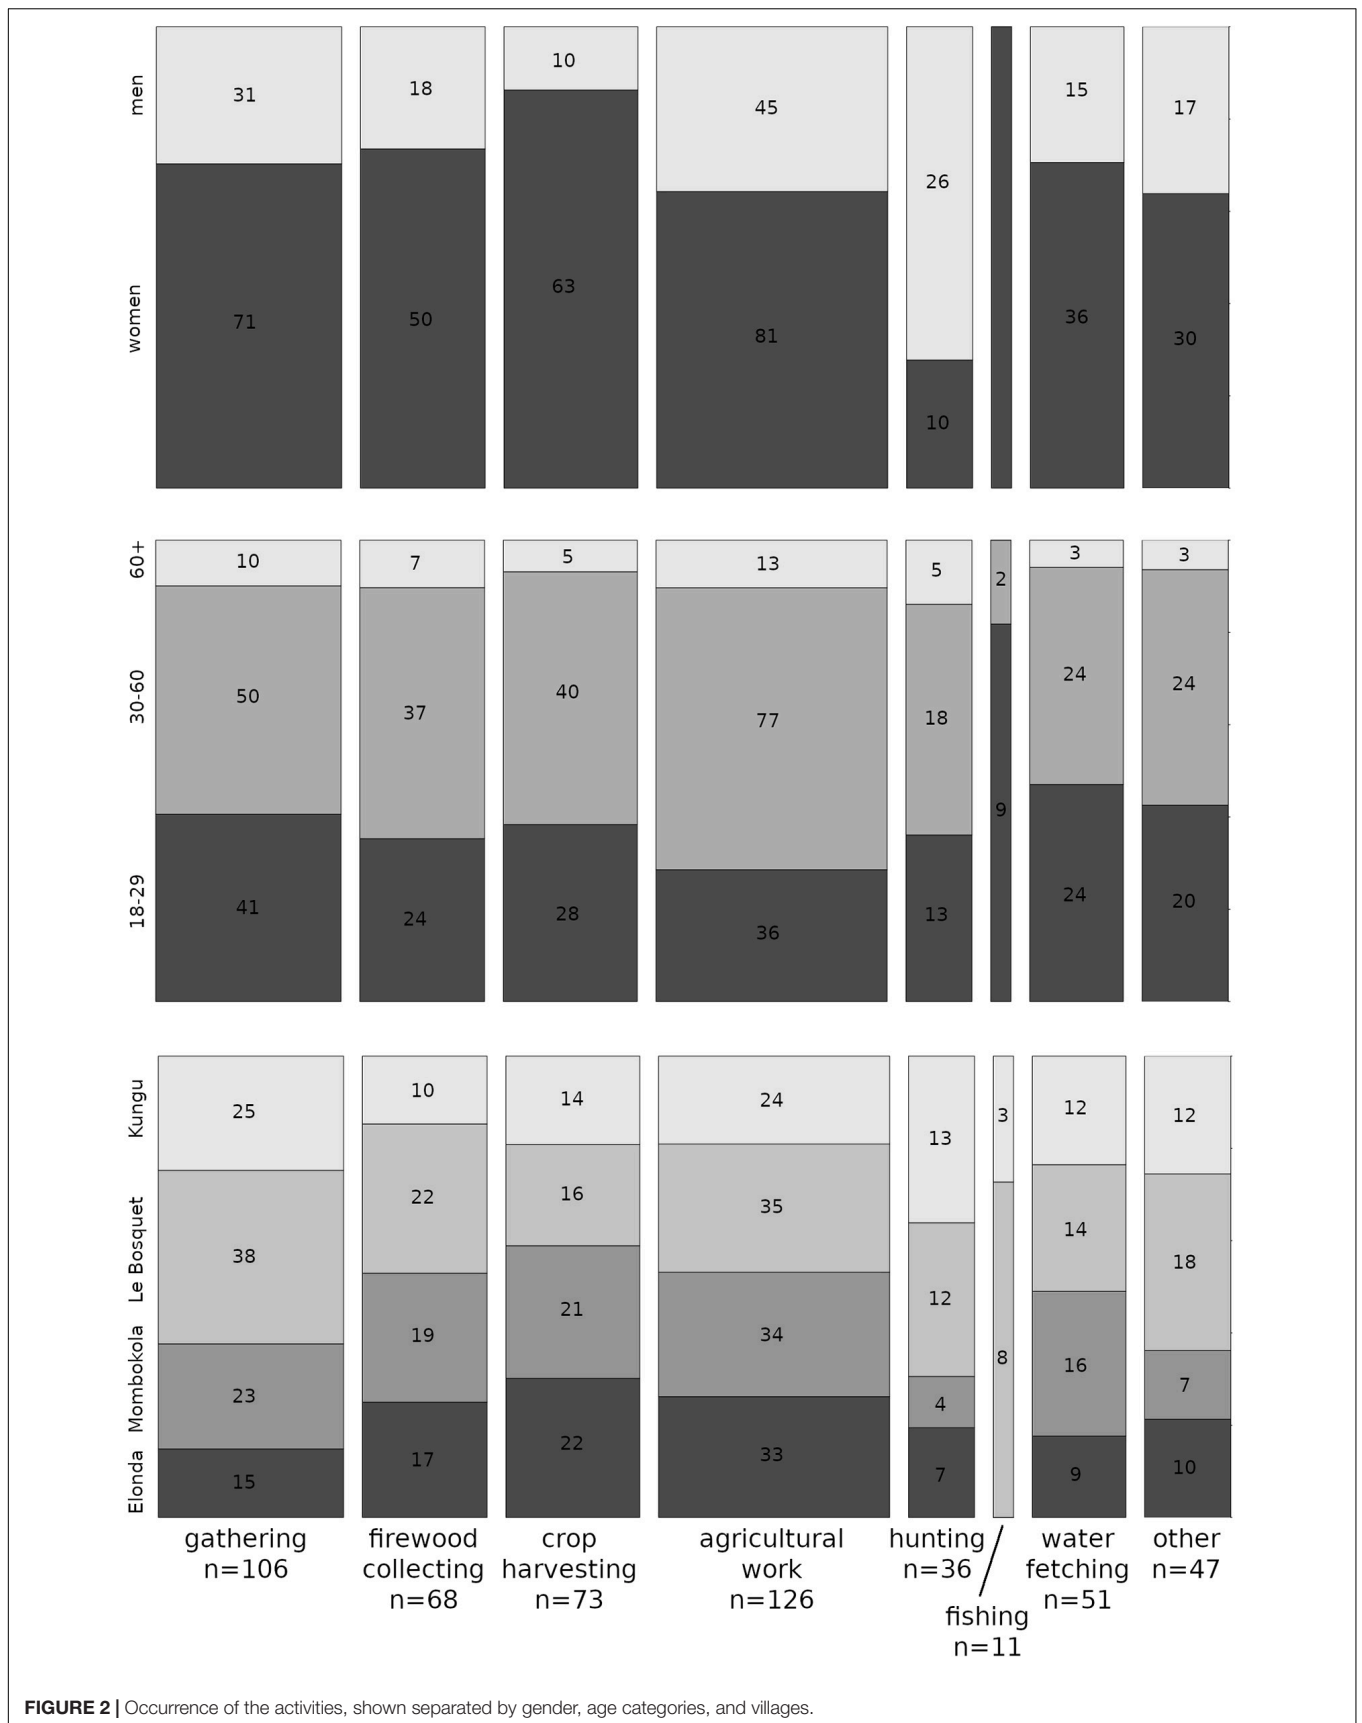 men
31
18
10
45
26
15
17
women
71
50
63
81
10
36
30
60+
10
7
5
13
5
2
3
3
30-60
50
37
40
77
18
24
24
18-29
41
24
28
36
13
9
24
20
Kungu
25
10
14
24
13
3
12
12
Le Bosquet
38
22
16
35
12
8
14
18
Mombokola
23
19
21
34
4
16
7
Elonda
15
17
22
33
7
9
10
gathering
n=106
firewood
collecting
n=68
crop
harvesting
n=73
agricultural
work
n=126
hunting
n=36
fishing
n=11
water
fetching
n=51
other
n=47
FIGURE 2 | Occurrence of the activities, shown separated by gender, age categories, and villages.